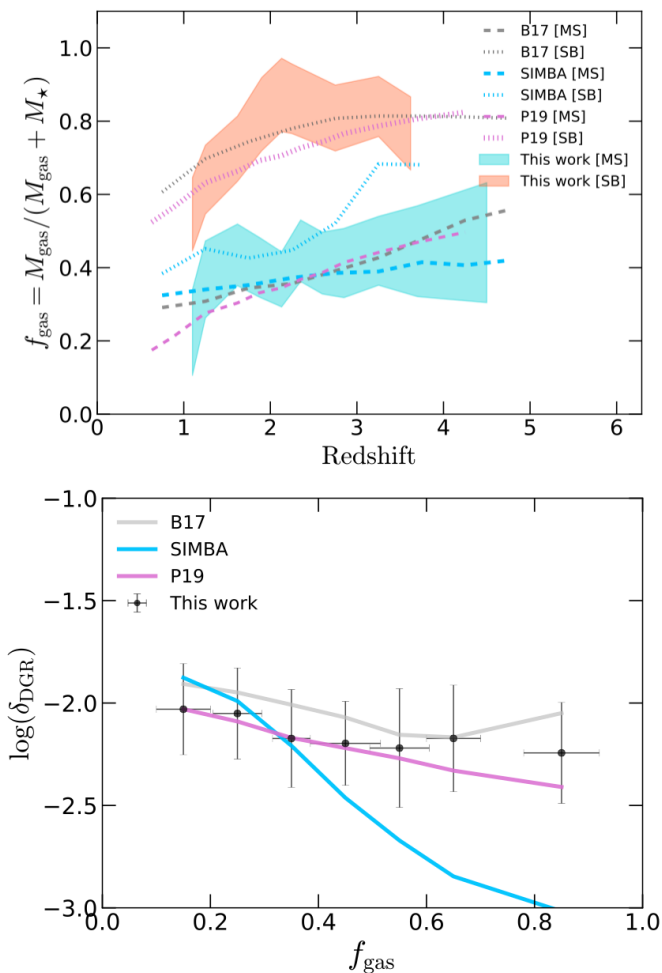 1.0
0.8
0.6
0.4
0.2
0.0
f_gas = M_gas/(M_gas + M_★)
B17 [MS]
B17 [SB]
SIMBA [MS]
SIMBA [SB]
P19 [MS]
P19 [SB]
This work [MS]
This work [SB]
0 1 2 3 4 5 6
Redshift
−1.0
−1.5
−2.0
−2.5
−3.0
log(δ_DGR)
B17
SIMBA
P19
This work
0.0 0.2 0.4 0.6 0.8 1.0
f_gas